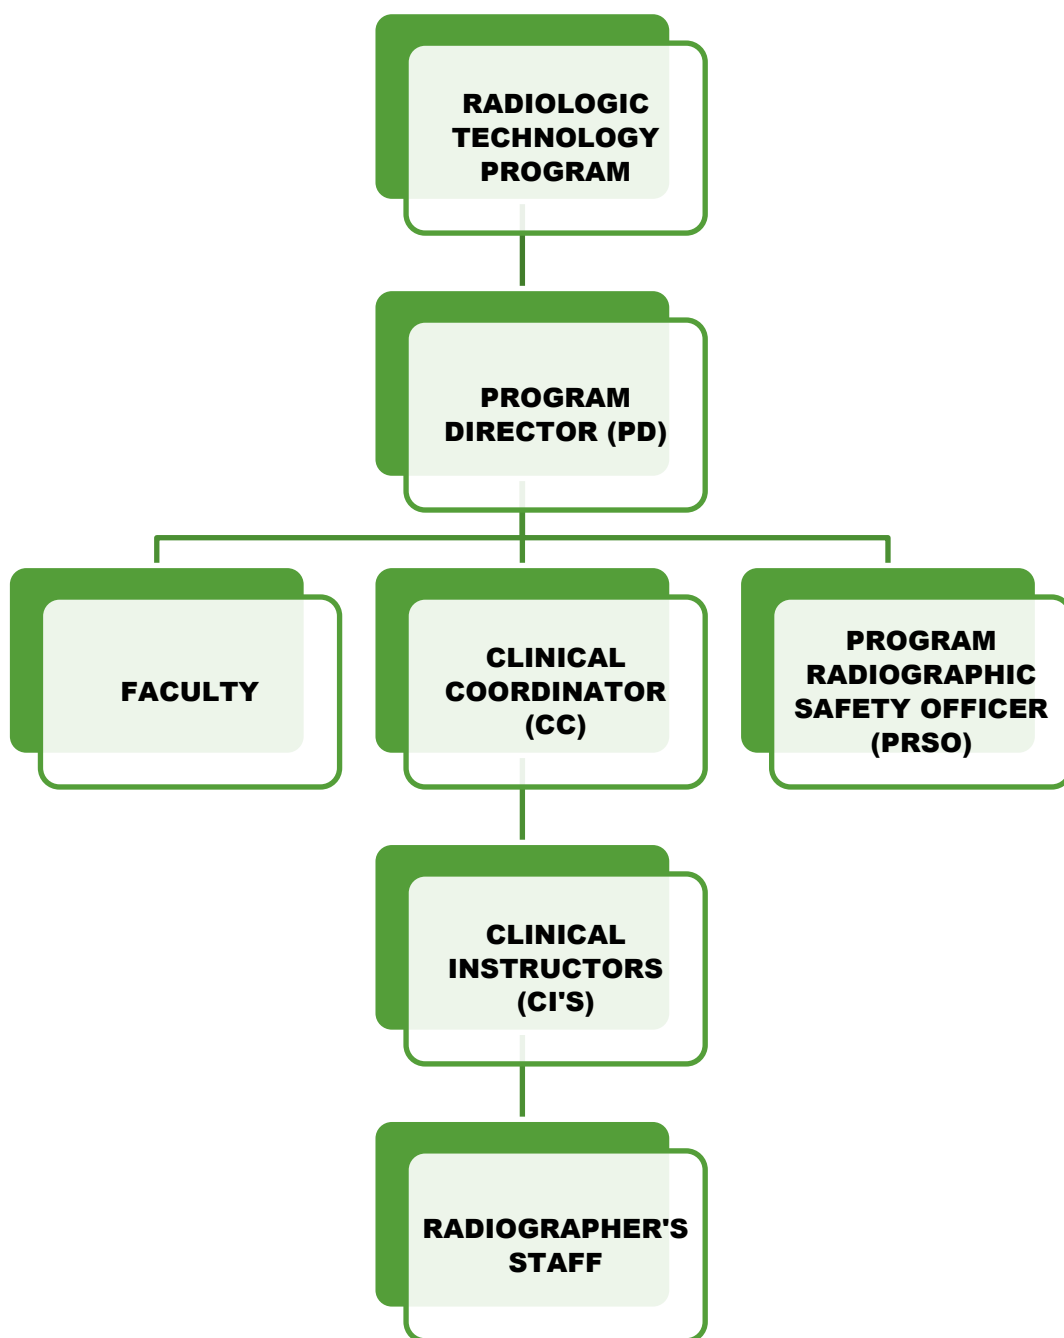 RADIOLOGIC
TECHNOLOGY
PROGRAM
PROGRAM
DIRECTOR (PD)
FACULTY
CLINICAL
COORDINATOR
(CC)
PROGRAM
RADIOGRAPHIC
SAFETY OFFICER
(PRSO)
CLINICAL
INSTRUCTORS
(CI'S)
RADIOGRAPHER'S
STAFF